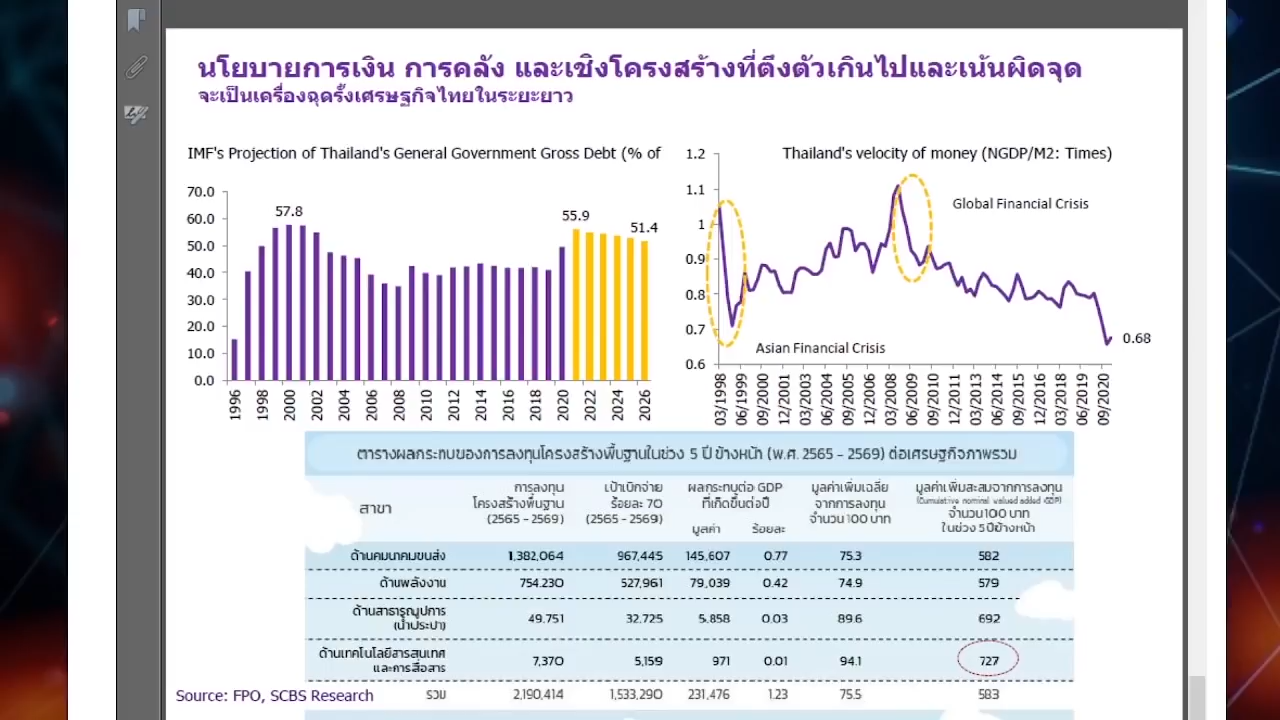 นโยบายการเงิน การคลัง และเชิงโครงสร้างที่ตึงตัวเกินไปและเน้นผิดจุด
จะเป็นเครื่องฉุดรั้งเศรษฐกิจไทยในระยะยาว
IMF's Projection of Thailand's General Government Gross Debt (% of
70.0
60.0
50.0
40.0
30.0
20.0
10.0
0.0
57.8
55.9
51.4
1996
1998
2000
2002
2004
2006
2008
2010
2012
2014
2016
2018
2020
2022
2024
2026
Thailand's velocity of money (NGDP/M2: Times)
1.2
1.1
1
0.9
0.8
0.7
0.6
Global Financial Crisis
Asian Financial Crisis
0.68
03/1998
06/1999
09/2000
12/2001
03/2003
06/2004
09/2005
12/2006
03/2008
06/2009
09/2010
12/2011
03/2013
06/2014
09/2015
12/2016
03/2018
06/2019
09/2020
ตารางผลกระทบของการลงทุนโครงสร้างพื้นฐานในช่วง 5 ปี ข้างหน้า (พ.ศ. 2565 - 2569) ต่อเศรษฐกิจภาพรวม
สาขา
การลงทุน
โครงสร้างพื้นฐาน
(2565 - 2569)
เป้าเบิกจ่าย
ร้อยละ 70
(2565 - 2569)
ผลกระทบต่อ GDP
ที่เกิดขึ้นต่อปี
มูลค่า ร้อยละ
มูลค่าเพิ่มเฉลี่ย
จากการลงทุน
จำนวน 100 บาท
มูลค่าเพิ่มสะสมจากการลงทุน
(Cumulative nominal valued added GDP)
จำนวน 100 บาท
ในช่วง 5 ปีข้างหน้า
ด้านคมนาคมขนส่ง 1,382,064 967,445 145,607 0.77 75.3 582
ด้านพลังงาน 754,230 527,961 79,039 0.42 74.9 579
ด้านสาธารณูปการ
(น้ำประปา) 49,751 32,725 5,858 0.03 89.6 692
ด้านเทคโนโลยีสารสนเทศ
และการสื่อสาร 7,370 5,159 971 0.01 94.1 727
รวม 2,190,414 1,533,290 231,476 1.23 75.5 583
Source: FPO, SCBS Research